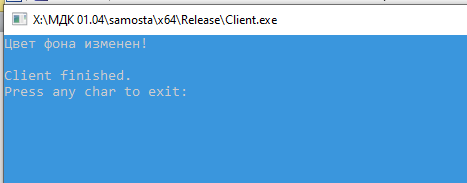 X:\МДК 01.04\samosta\x64\Release\Client.exe
Цвет фона изменен!
Client finished.
Press any char to exit: